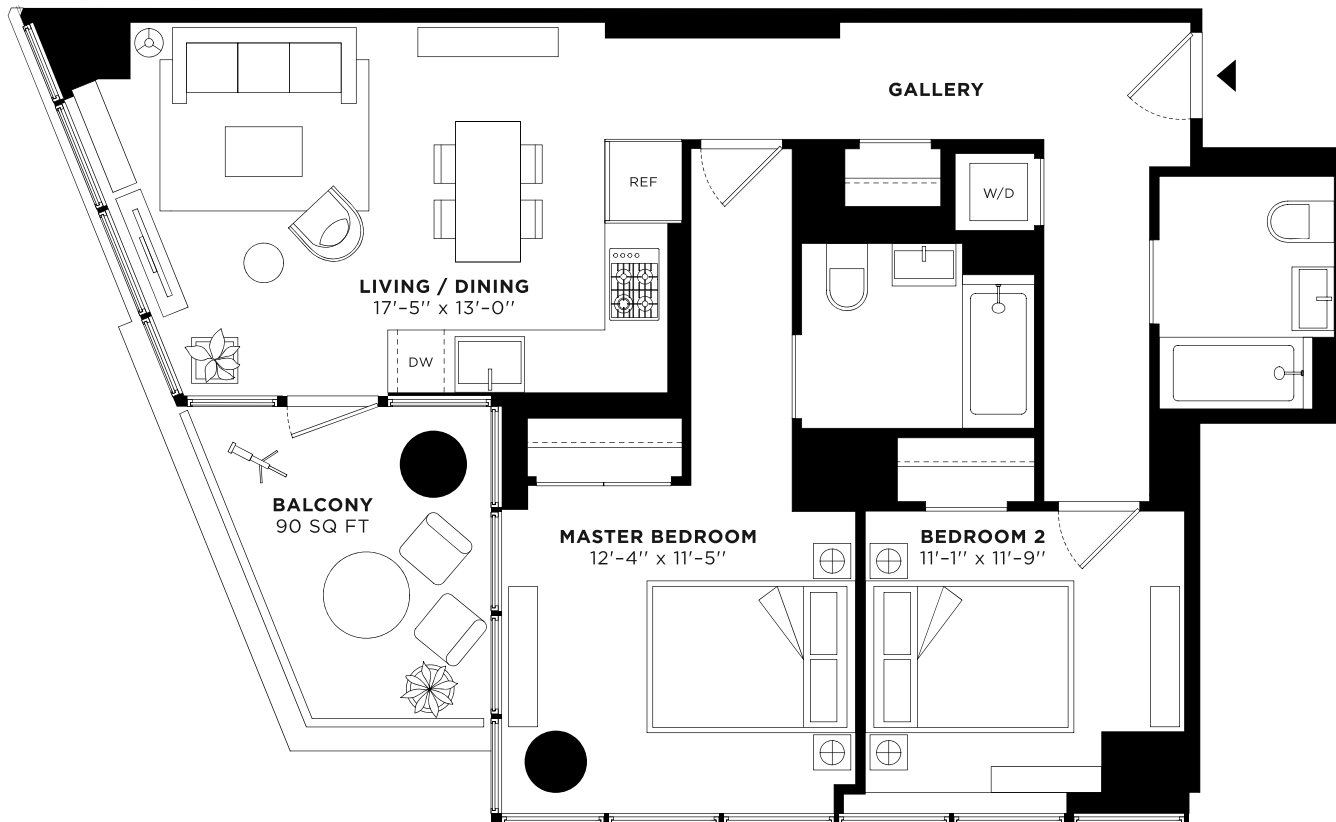 GALLERY
REF
W/D
LIVING / DINING
17'-5'' x 13'-0''
DW
BALCONY
90 SQ FT
MASTER BEDROOM
12'-4'' x 11'-5''
BEDROOM 2
11'-1'' x 11'-9''